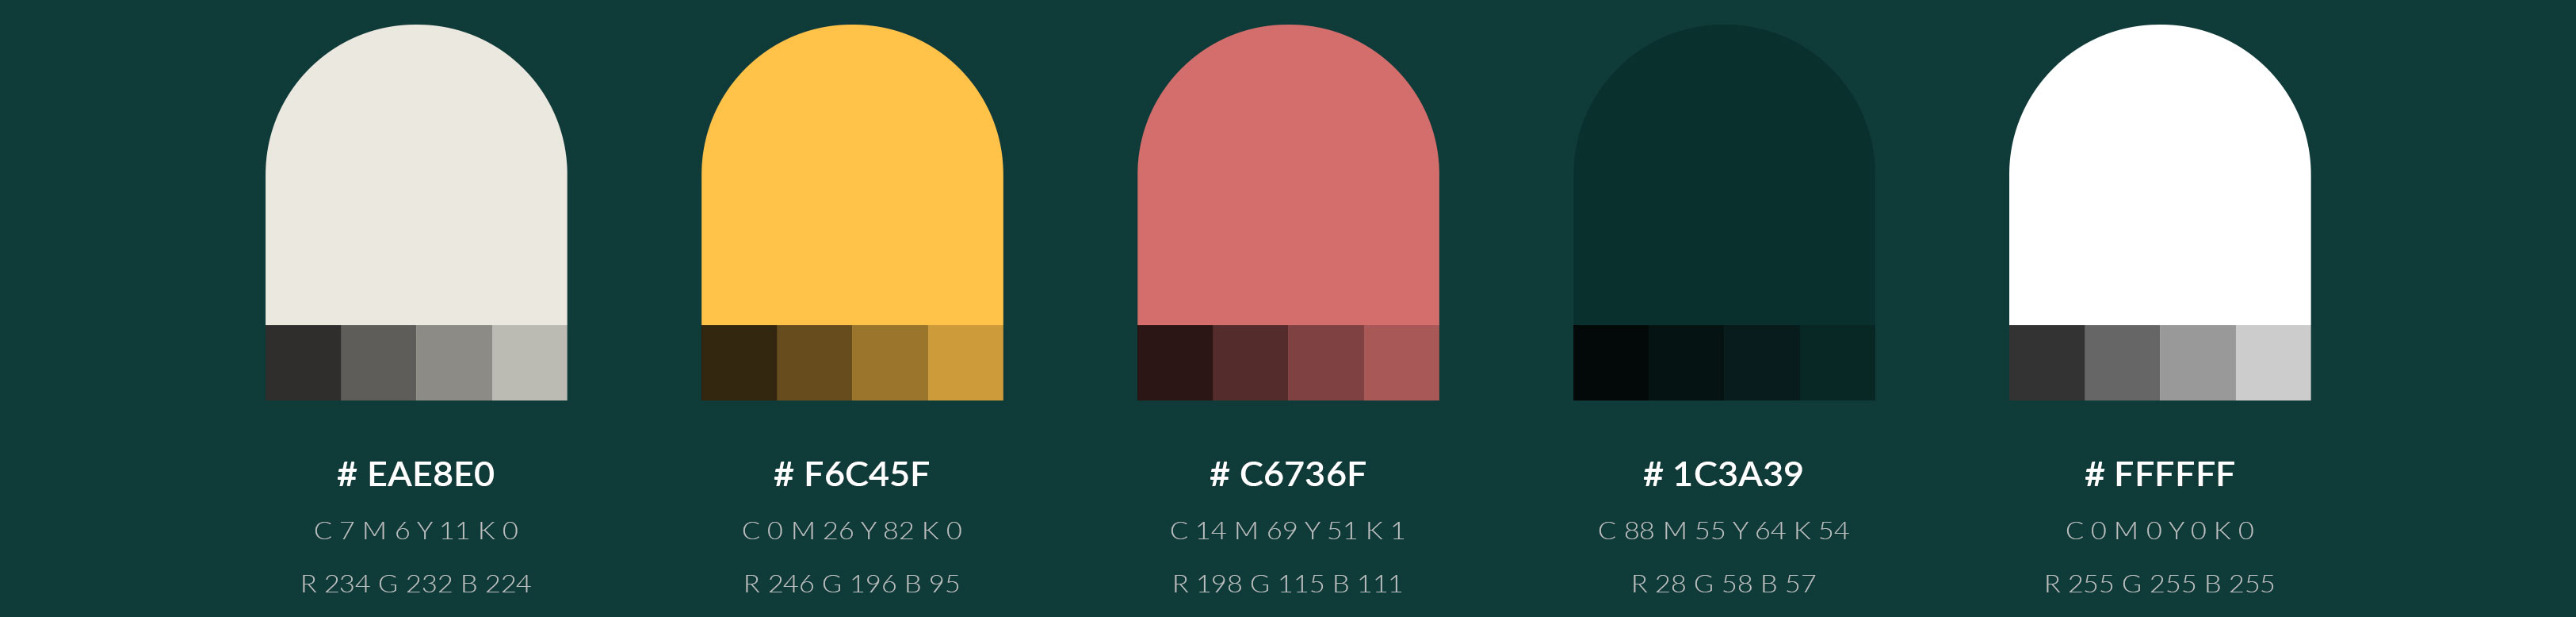 # EAE8E0
C 7 M 6 Y 11 K 0
R 234 G 232 B 224
# F6C45F
C 0 M 26 Y 82 K 0
R 246 G 196 B 95
# C6736F
C 14 M 69 Y 51 K 1
R 198 G 115 B 111
# 1C3A39
C 88 M 55 Y 64 K 54
R 28 G 58 B 57
# FFFFFF
C 0 M 0 Y 0 K 0
R 255 G 255 B 255